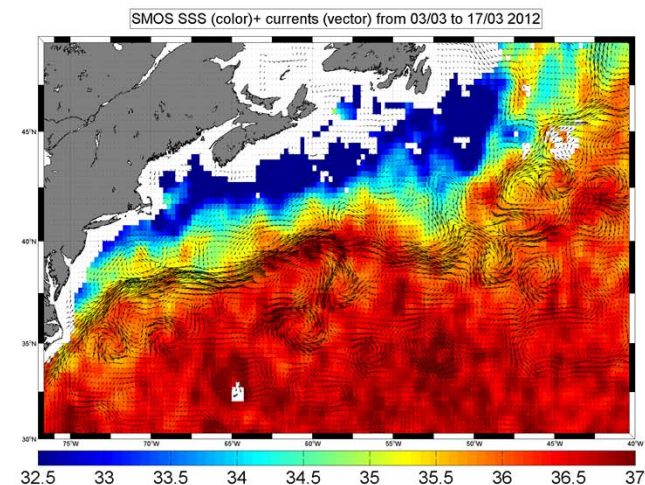 SMOS SSS (color)+ currents (vector) from 03/03 to 17/03 2012
45°N
40°N
35°N
30°N
75°W 70°W 65°W 60°W 55°W 50°W 45°W 40°W
32.5 33 33.5 34 34.5 35 35.5 36 36.5 37